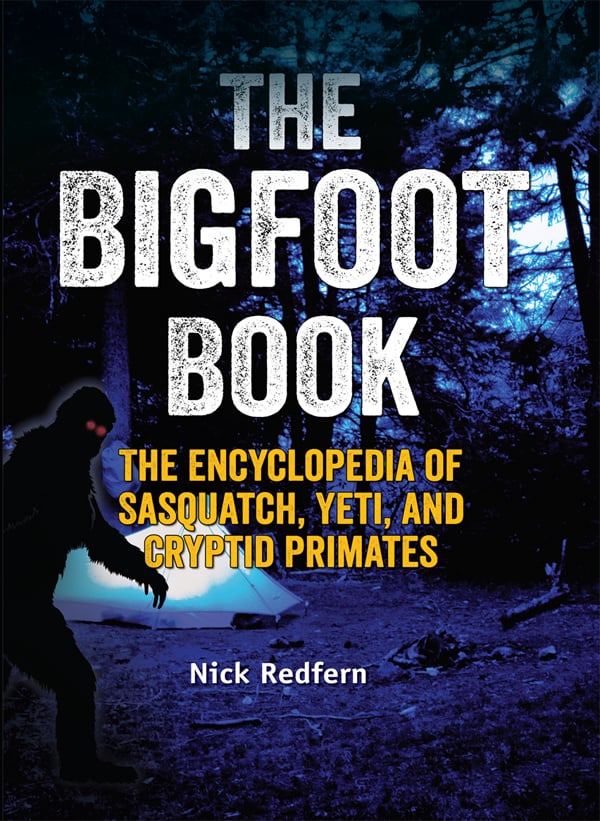 THE
BIGFOOT
BOOK
THE ENCYCLOPEDIA OF
SASQUATCH, YETI, AND
CRYPTID PRIMATES
Nick Redfern